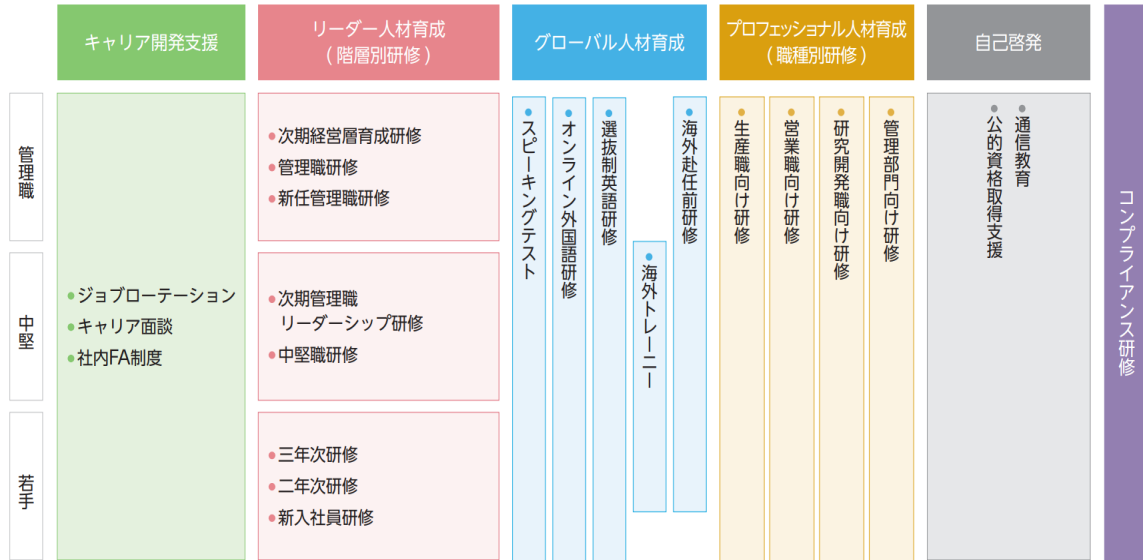 キャリア開発支援
リーダー人材育成
( 階層別研修 )
グローバル人材育成
プロフェッショナル人材育成
( 職種別研修 )
自己啓発
コンプライアンス研修
管理職
中堅
若手
•ジョブローテーション
•キャリア面談
•社内FA制度
•次期経営層育成研修
•管理職研修
•新任管理職研修
•次期管理職
リーダーシップ研修
•中堅職研修
•三年次研修
•二年次研修
•新入社員研修
•スピーキングテスト
•オンライン外国語研修
•選抜制英語研修
•海外トレーニー
•海外赴任前研修
•生産職向け研修
•営業職向け研修
•研究開発職向け研修
•管理部門向け研修
•通信教育
•公的資格取得支援